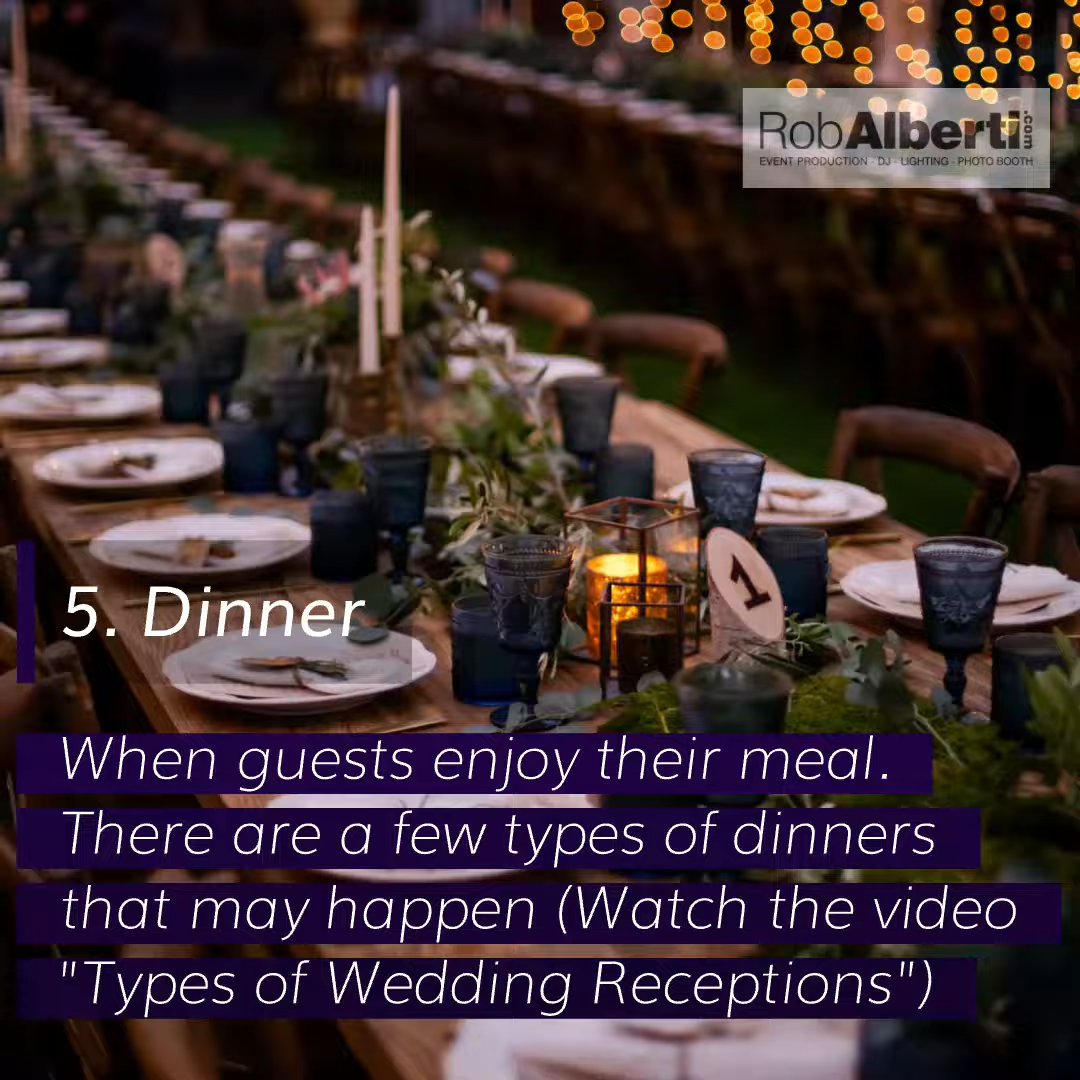 RobAlberti.com
EVENT PRODUCTION · DJ · LIGHTING · PHOTO BOOTH
1
5. Dinner
When guests enjoy their meal.
There are a few types of dinners
that may happen (Watch the video
"Types of Wedding Receptions")